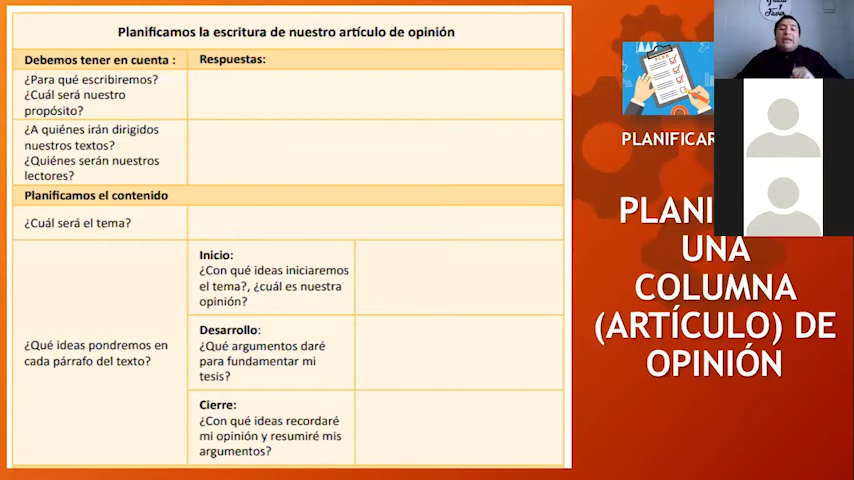 Planificamos la escritura de nuestro artículo de opinión
Debemos tener en cuenta :
Respuestas:
¿Para qué escribiremos?
¿Cuál será nuestro
propósito?
¿A quiénes irán dirigidos
nuestros textos?
¿Quiénes serán nuestros
lectores?
Planificamos el contenido
¿Cuál será el tema?
¿Qué ideas pondremos en
cada párrafo del texto?
Inicio:
¿Con qué ideas iniciaremos
el tema?, ¿cuál es nuestra
opinión?
Desarrollo:
¿Qué argumentos daré
para fundamentar mi
tesis?
Cierre:
¿Con qué ideas recordaré
mi opinión y resumiré mis
argumentos?
PLAN
PLANIFICAR
PLANI
UNA
COLUMNA
(ARTÍCULO) DE
OPINIÓN